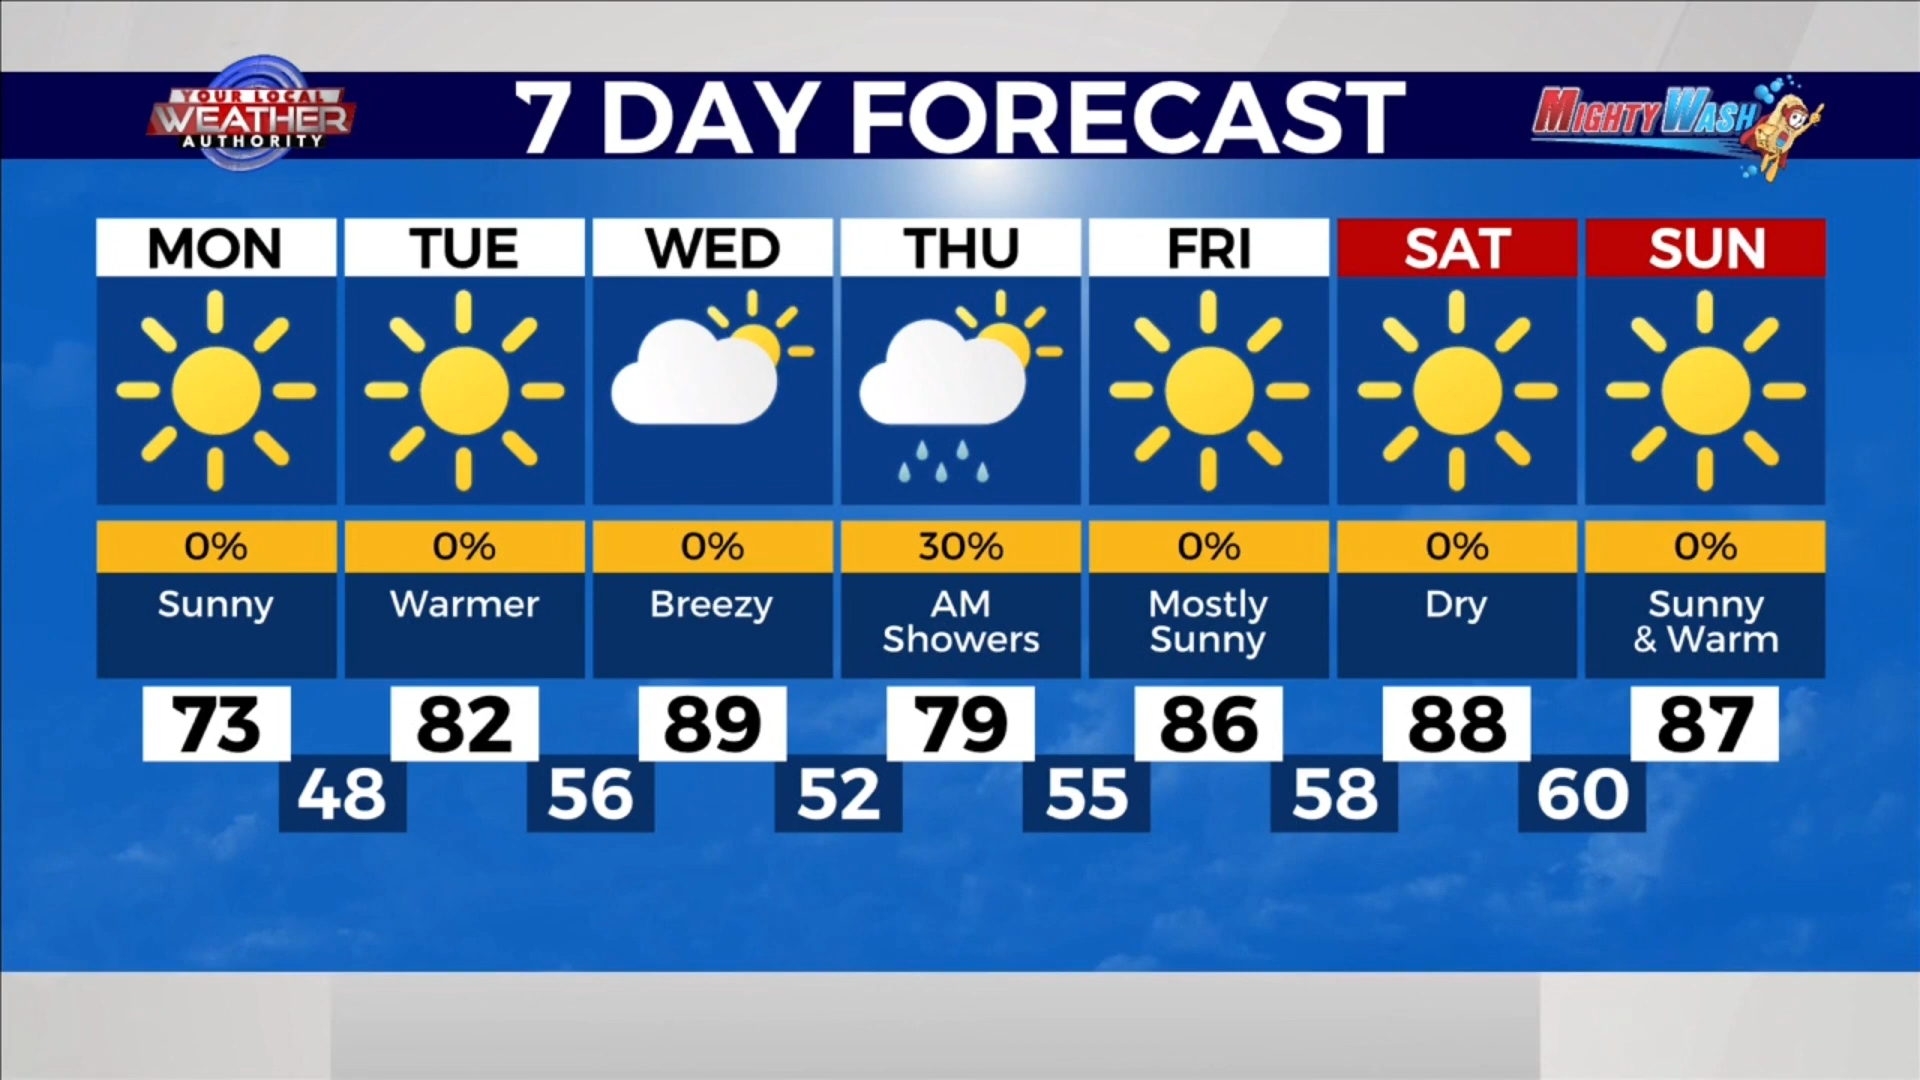 YOUR LOCAL
WEATHER
AUTHORITY
7 DAY FORECAST
MIGHTY WASH
MON TUE WED THU FRI SAT SUN
0% 0% 0% 30% 0% 0% 0%
Sunny Warmer Breezy AM Mostly Dry Sunny
Showers Sunny & Warm
73 82 89 79 86 88 87
48 56 52 55 58 60